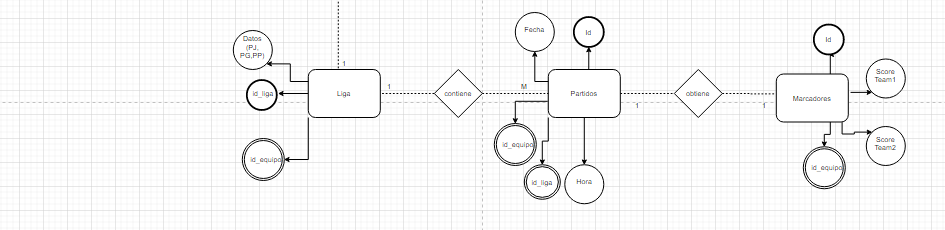 Fecha
Id
Id
Datos
(PJ,
PG,PP)
1
Score
Team1
id_liga
Liga
1
contiene
M
Partidos
1
obtiene
1
Marcadores
Score
Team2
id_equipo
id_equipo
id_liga
Hora
id_equipo